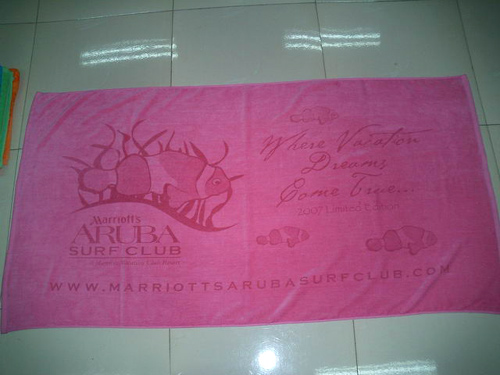 Where Vacation
Dreams
Come True...
2007 Limited Edition
Marriott's
ARUBA
SURF CLUB
WWW.MARRIOTTSARUBASURFCLUB.COM